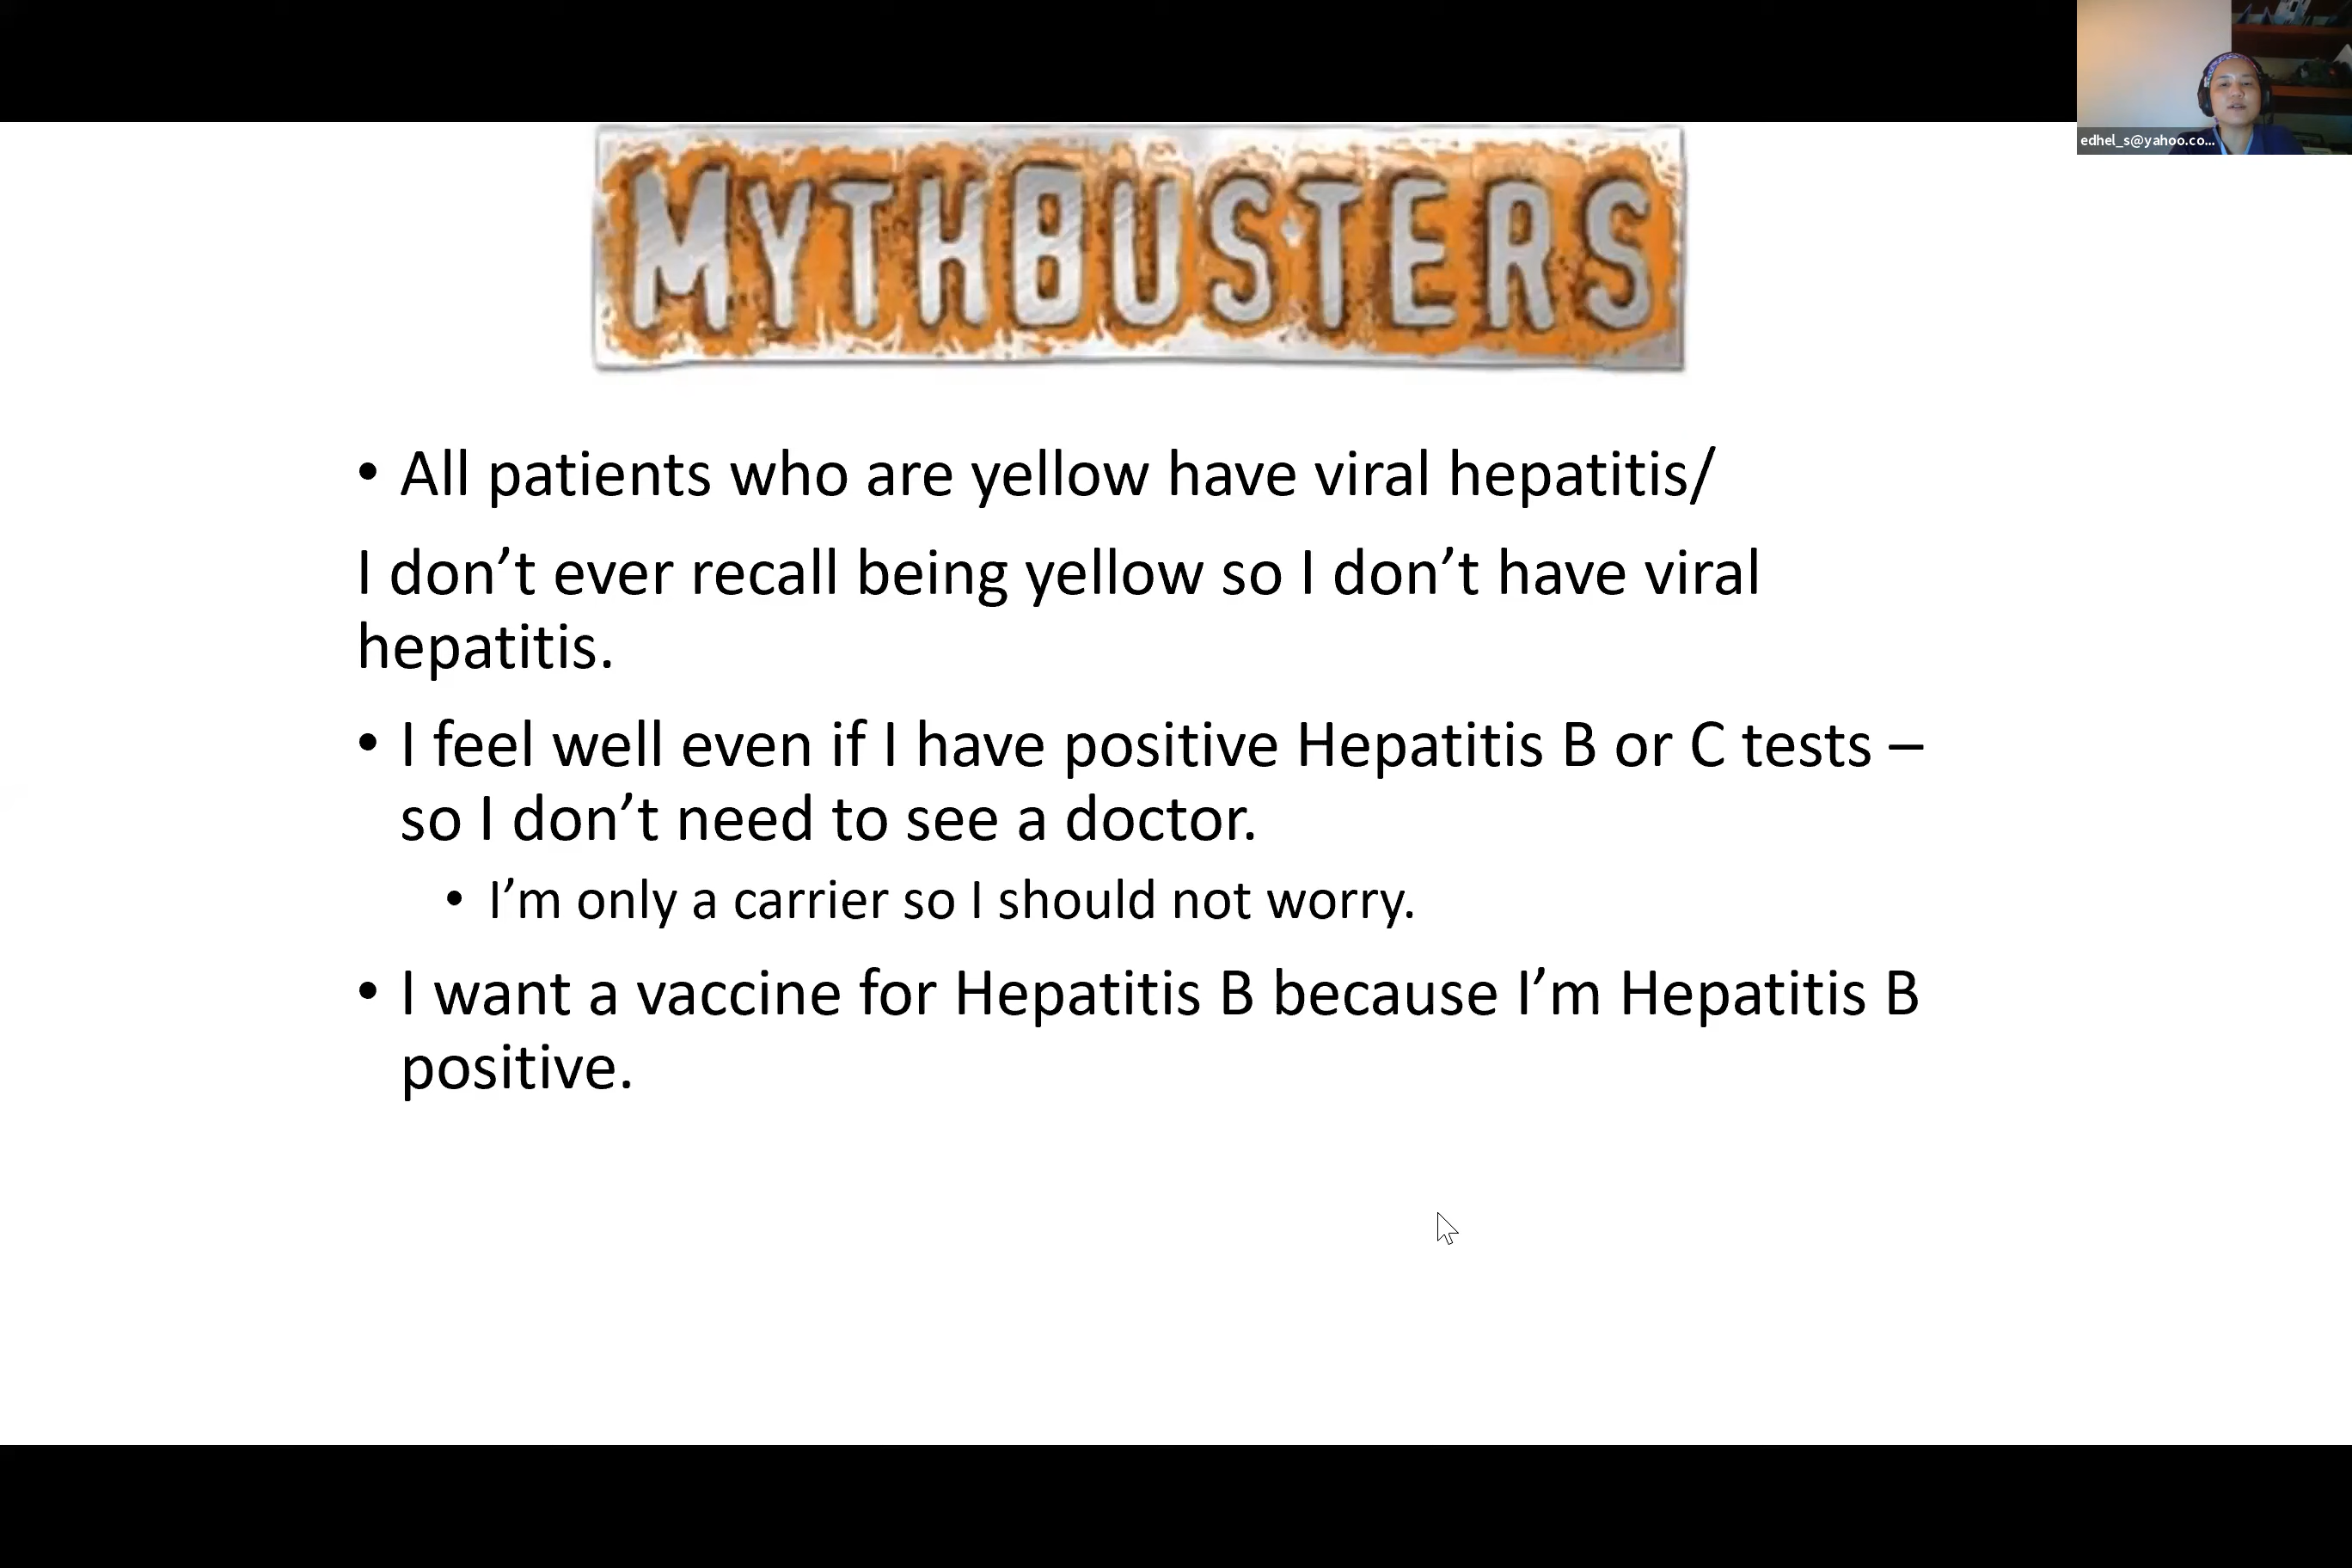 edhel_s@yahoo.co...
MYTHBUSTERS
• All patients who are yellow have viral hepatitis/
I don’t ever recall being yellow so I don’t have viral
hepatitis.
• I feel well even if I have positive Hepatitis B or C tests –
so I don’t need to see a doctor.
• I’m only a carrier so I should not worry.
• I want a vaccine for Hepatitis B because I’m Hepatitis B
positive.